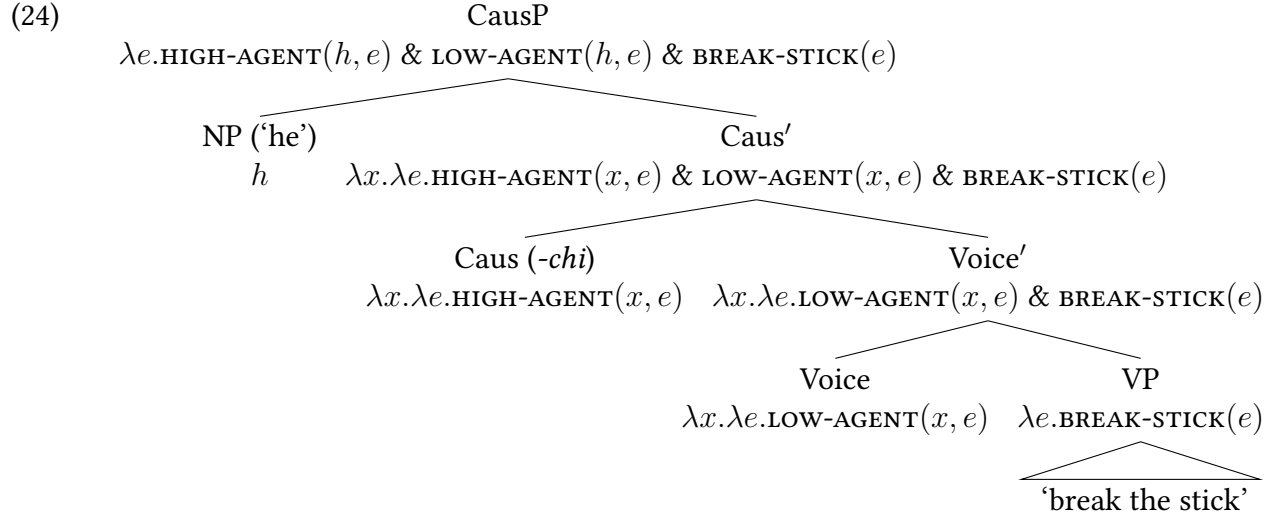 (24) CausP
λe.HIGH-AGENT(h, e) & LOW-AGENT(h, e) & BREAK-STICK(e)
NP (‘he’) Caus′
h λx.λe.HIGH-AGENT(x, e) & LOW-AGENT(x, e) & BREAK-STICK(e)
Caus (-chi) Voice′
λx.λe.HIGH-AGENT(x, e) λx.λe.LOW-AGENT(x, e) & BREAK-STICK(e)
Voice VP
λx.λe.LOW-AGENT(x, e) λe.BREAK-STICK(e)
‘break the stick’